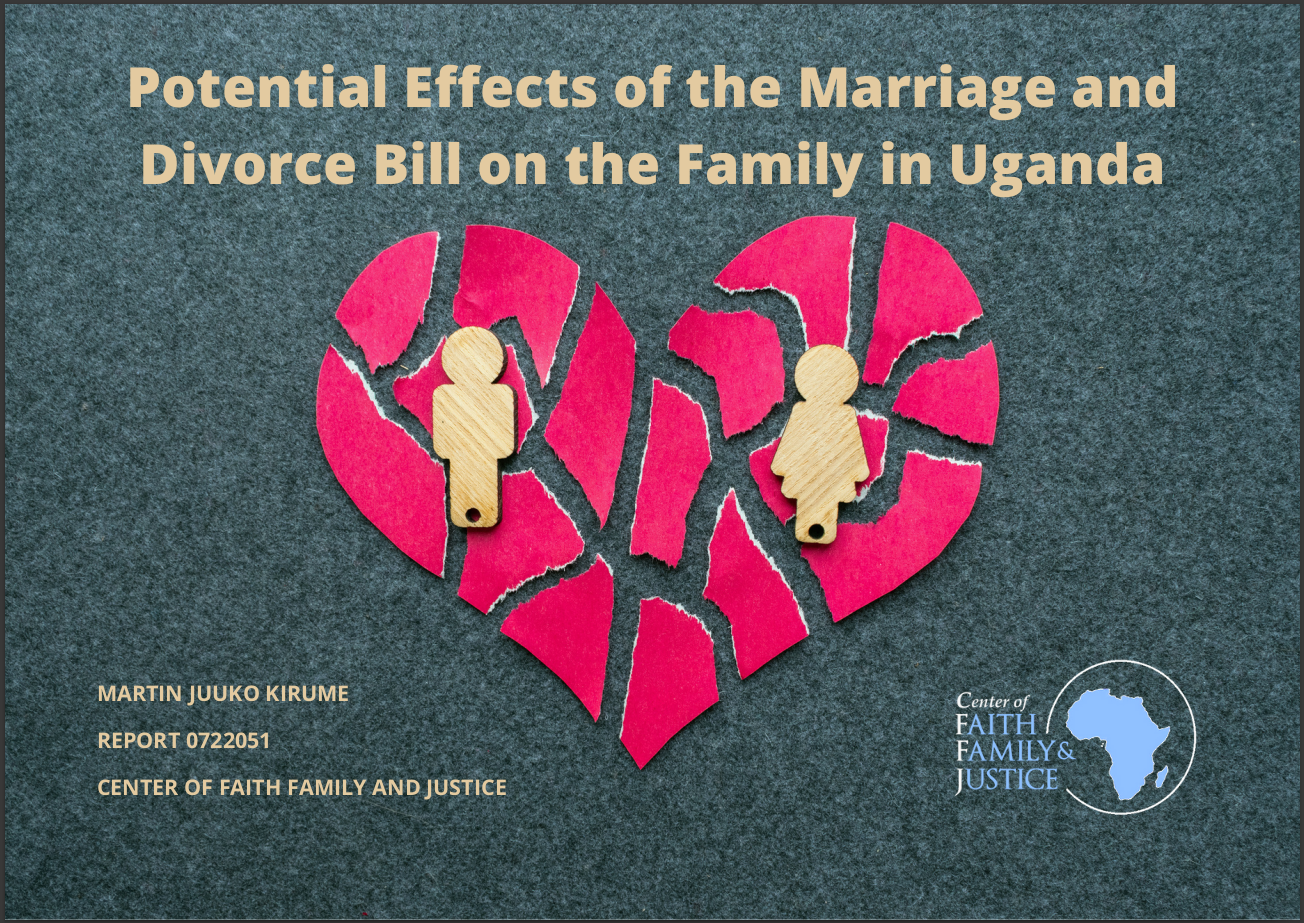 Potential Effects of the Marriage and
Divorce Bill on the Family in Uganda
MARTIN JUUKO KIRUME
REPORT 0722051
CENTER OF FAITH FAMILY AND JUSTICE
Center of
FAITH
FAMILY&
JUSTICE